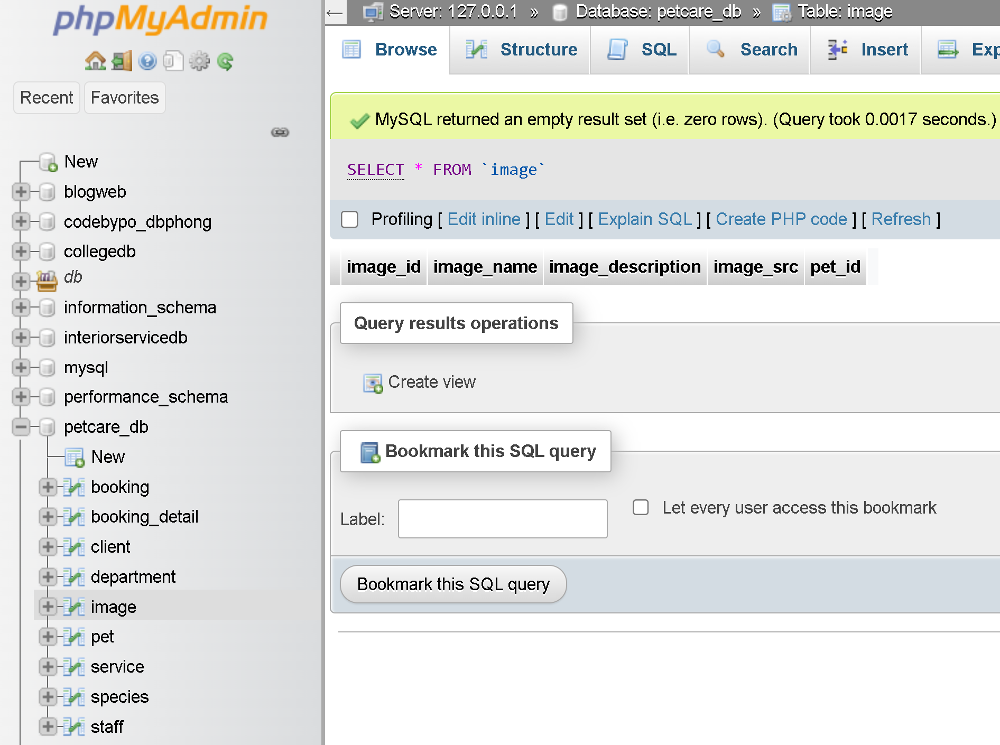 phpMyAdmin
Recent
Favorites
New
blogweb
codebypo_dbphong
collegedb
db
information_schema
interiorservicedb
mysql
performance_schema
petcare_db
New
booking
booking_detail
client
department
image
pet
service
species
staff
Server: 127.0.0.1 » Database: petcare_db » Table: image
Browse Structure SQL Search Insert Exp
MySQL returned an empty result set (i.e. zero rows). (Query took 0.0017 seconds.)
SELECT * FROM `image`
Profiling [ Edit inline ] [ Edit ] [ Explain SQL ] [ Create PHP code ] [ Refresh ]
image_id image_name image_description image_src pet_id
Query results operations
Create view
Bookmark this SQL query
Label:
Let every user access this bookmark
Bookmark this SQL query